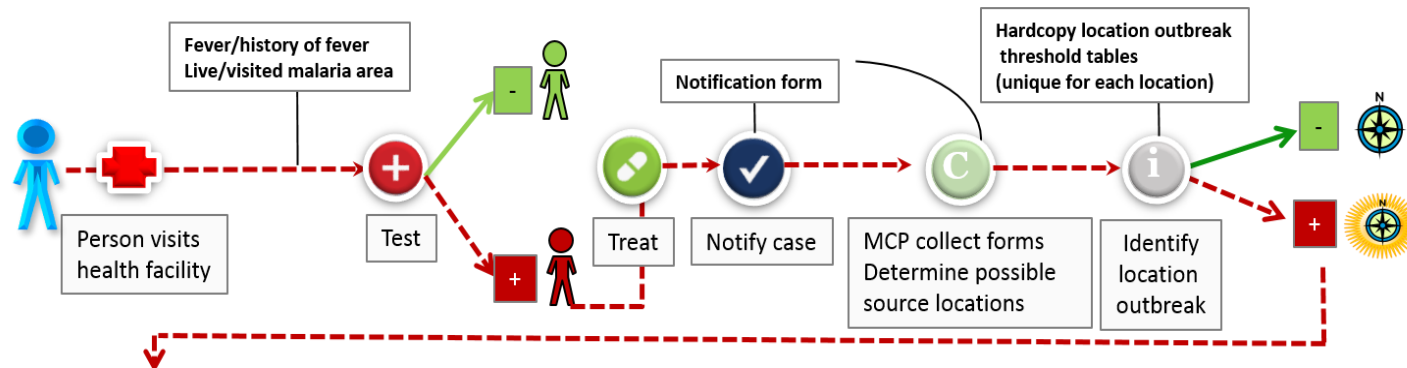 Fever/history of fever
Live/visited malaria area
Notification form
Hardcopy location outbreak
threshold tables
(unique for each location)
-
+
Person visits
health facility
Test
+
Treat
Notify case
C
MCP collect forms
Determine possible
source locations
i
Identify
location
outbreak
-
N
+
N